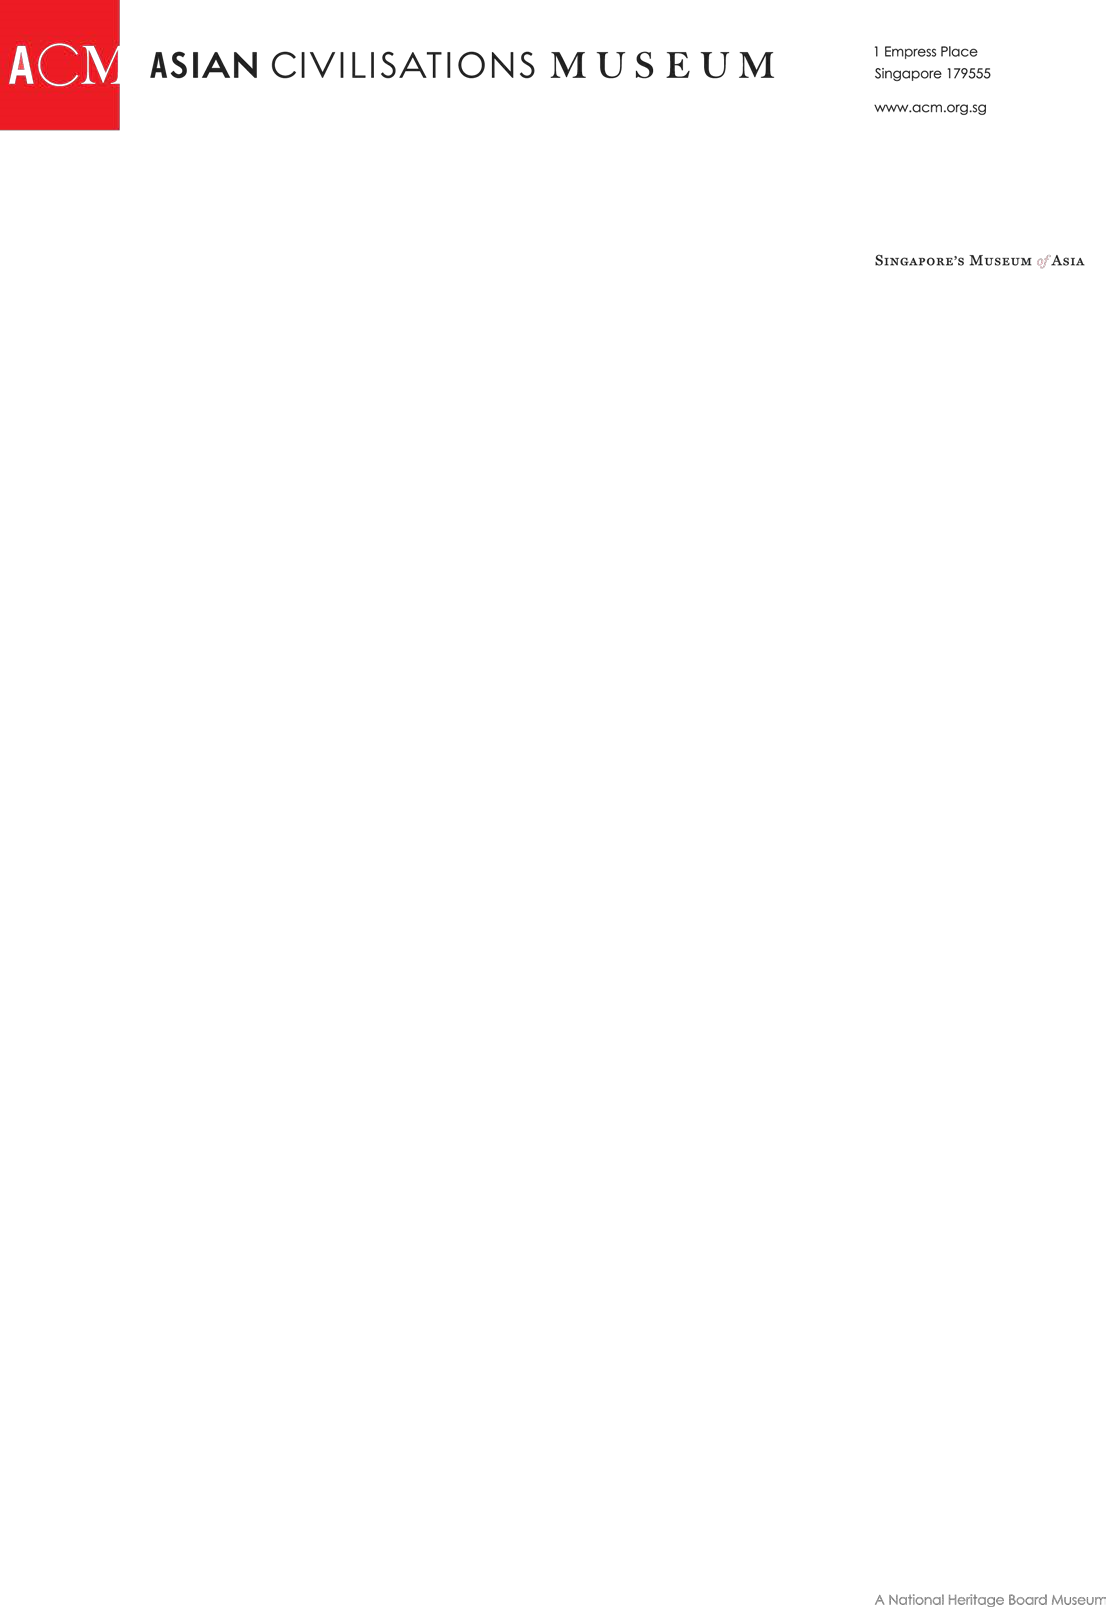 ACM
ASIAN CIVILISATIONS MUSEUM
1 Empress Place
Singapore 179555
www.acm.org.sg
SINGAPORE'S MUSEUM of ASIA
A National Heritage Board Museum